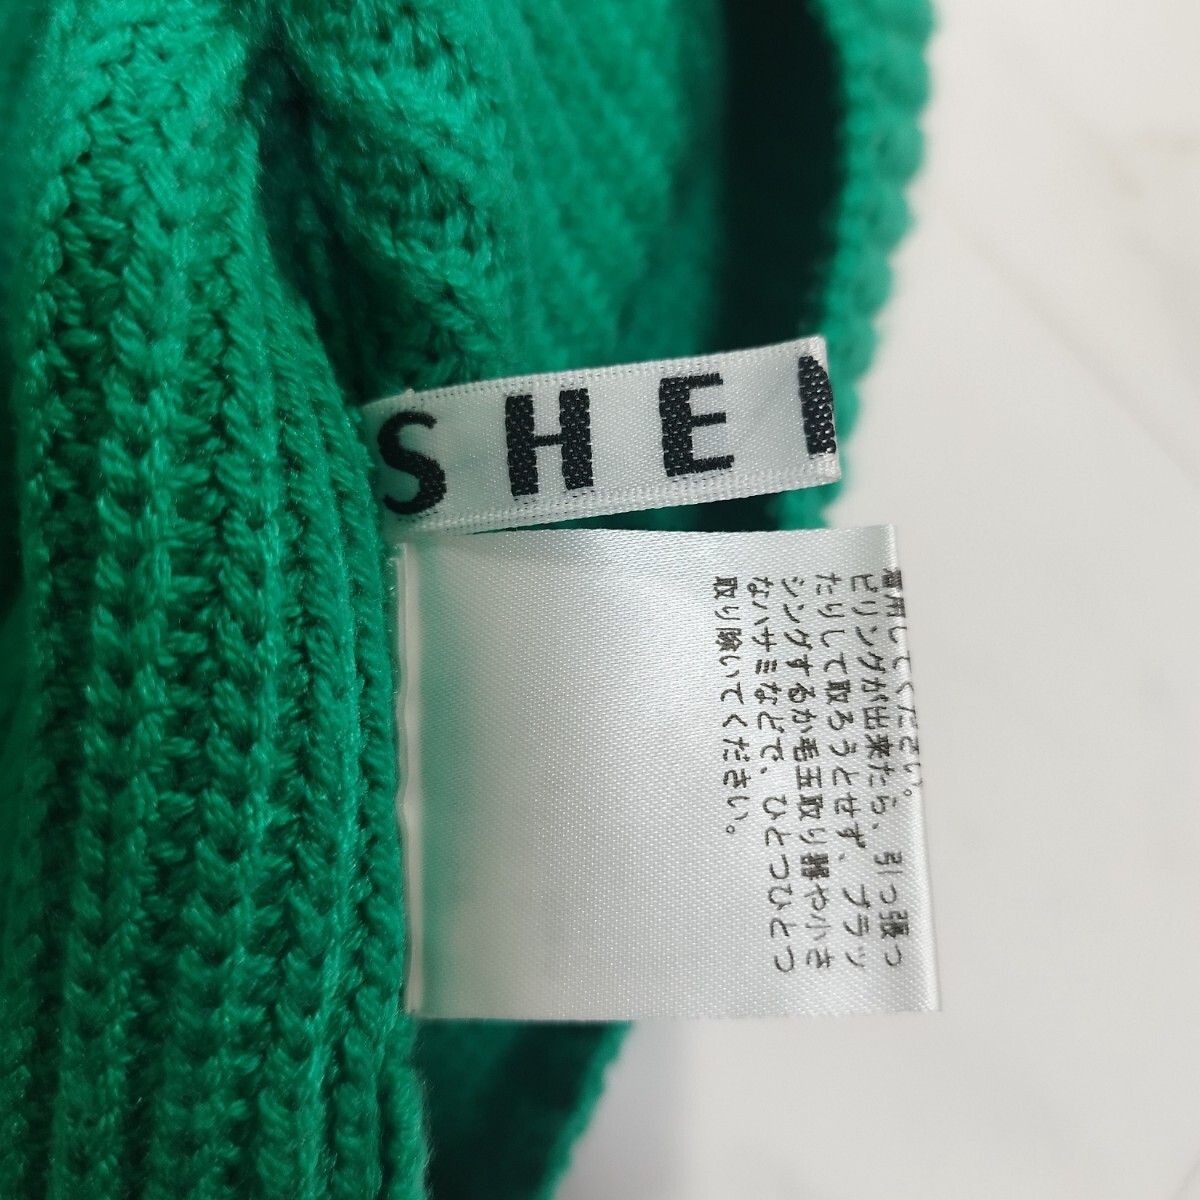 SHE
着用してください。
ピリングが出来たら、引っ張っ
たりして取ろうとせず、ブラッ
シングするか毛玉取り機や小さ
なハサミなどで、ひとつひとつ
取り除いてください。